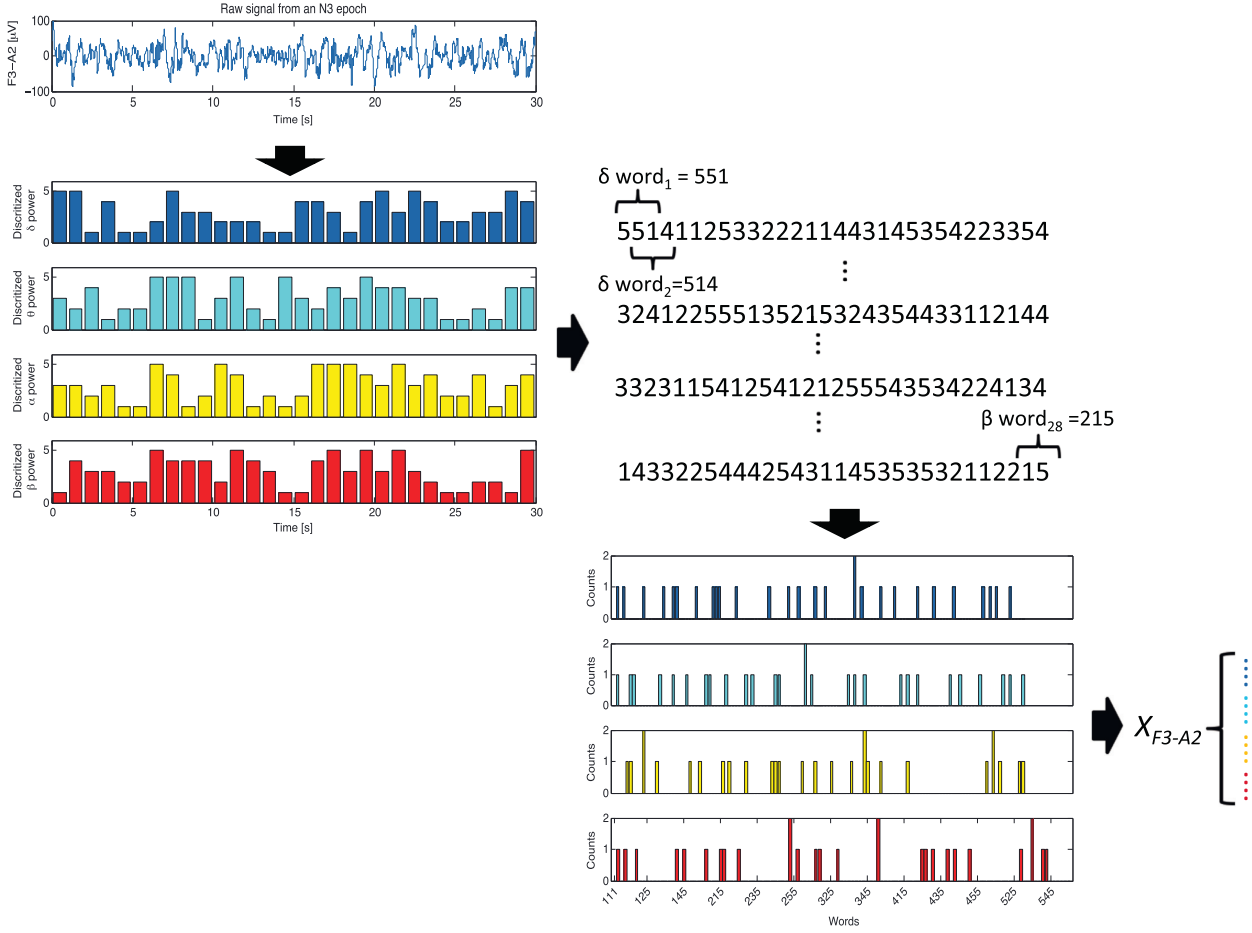 Raw signal from an N3 epoch
F3−A2 [μV]
100
0
−100
0 5 10 15 20 25 30
Time [s]
Discritized
δ power
5
0
Discritized
θ power
5
0
Discritized
α power
5
0
Discritized
β power
5
0
0 5 10 15 20 25 30
Time [s]
δ word1 = 551
551411253322211443145354223354
δ word2=514
324122555135215324354433112144
332311541254121255543534224134
β word28 =215
143322544425431145353532112215
Counts
2
1
0
Counts
2
1
0
Counts
2
1
0
Counts
2
1
0
111 125 145 215 235 255 325 345 415 435 455 525 545
Words
XF3-A2